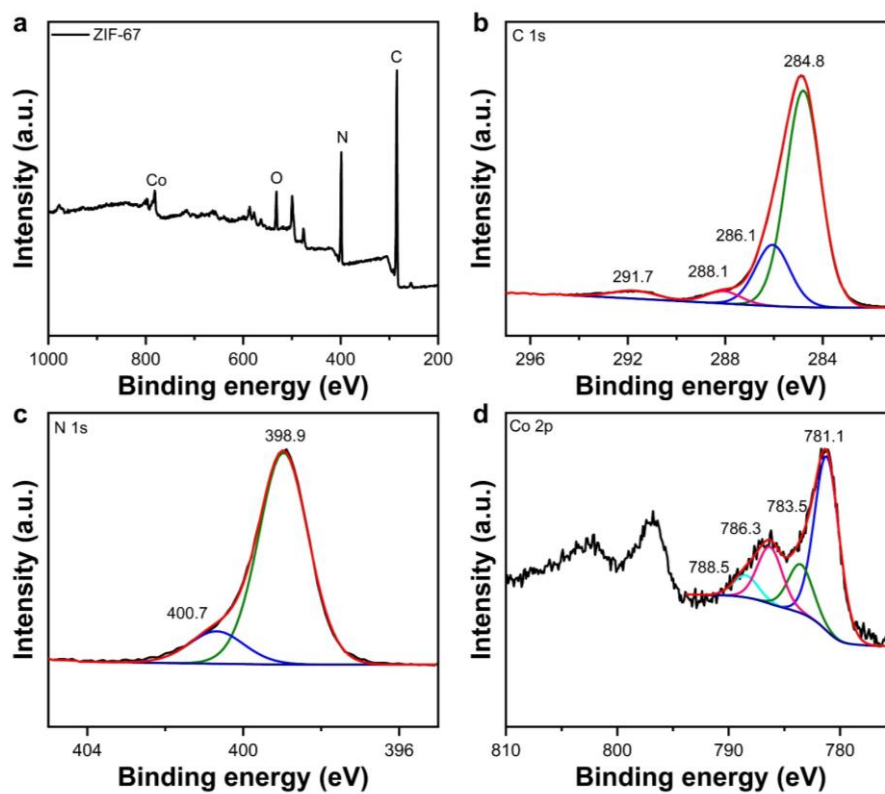 a
ZIF-67
C
N
O
Co
Intensity (a.u.)
1000 800 600 400 200
Binding energy (eV)
b
C 1s
284.8
286.1
288.1
291.7
Intensity (a.u.)
296 292 288 284
Binding energy (eV)
c
N 1s
398.9
400.7
Intensity (a.u.)
404 400 396
Binding energy (eV)
d
Co 2p
781.1
783.5
786.3
788.5
Intensity (a.u.)
810 800 790 780
Binding energy (eV)